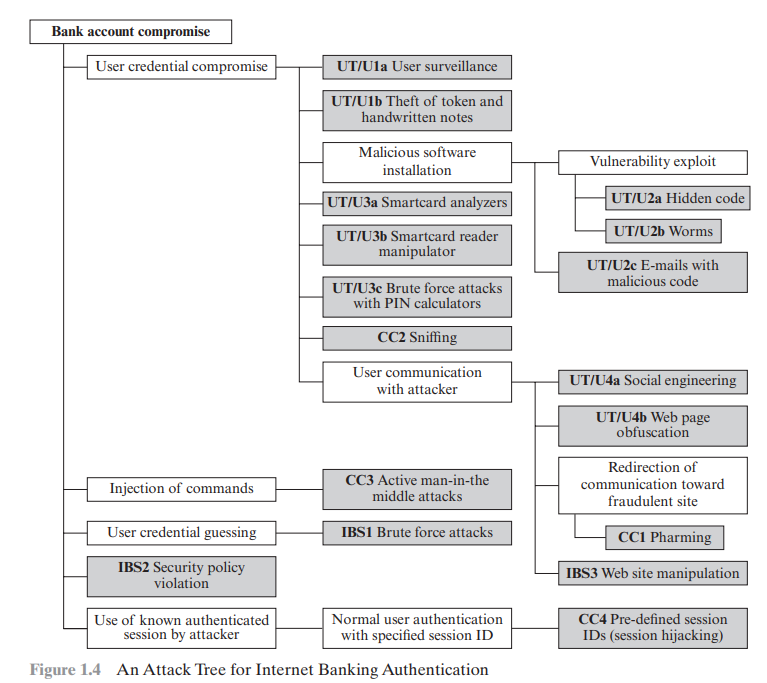 Bank account compromise
User credential compromise
UT/U1a User surveillance
UT/U1b Theft of token and
handwritten notes
Malicious software
installation
Vulnerability exploit
UT/U2a Hidden code
UT/U2b Worms
UT/U2c E-mails with
malicious code
UT/U3a Smartcard analyzers
UT/U3b Smartcard reader
manipulator
UT/U3c Brute force attacks
with PIN calculators
CC2 Sniffing
User communication
with attacker
UT/U4a Social engineering
UT/U4b Web page
obfuscation
Redirection of
communication toward
fraudulent site
CC1 Pharming
IBS3 Web site manipulation
Injection of commands
CC3 Active man-in-the
middle attacks
User credential guessing
IBS1 Brute force attacks
IBS2 Security policy
violation
Use of known authenticated
session by attacker
Normal user authentication
with specified session ID
CC4 Pre-defined session
IDs (session hijacking)
Figure 1.4 An Attack Tree for Internet Banking Authentication